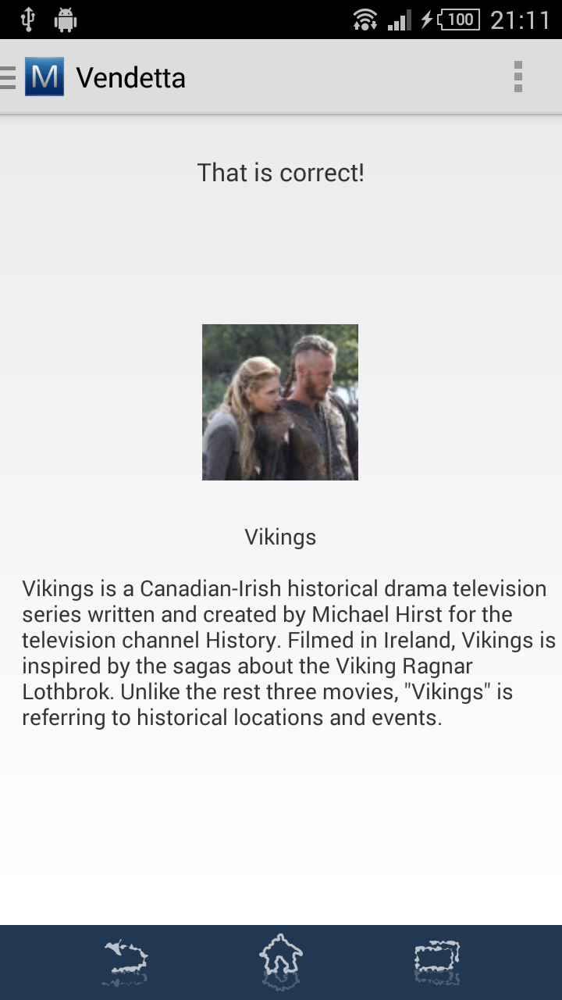 100 21:11
M Vendetta
That is correct!
Vikings
Vikings is a Canadian-Irish historical drama television
series written and created by Michael Hirst for the
television channel History. Filmed in Ireland, Vikings is
inspired by the sagas about the Viking Ragnar
Lothbrok. Unlike the rest three movies, "Vikings" is
referring to historical locations and events.